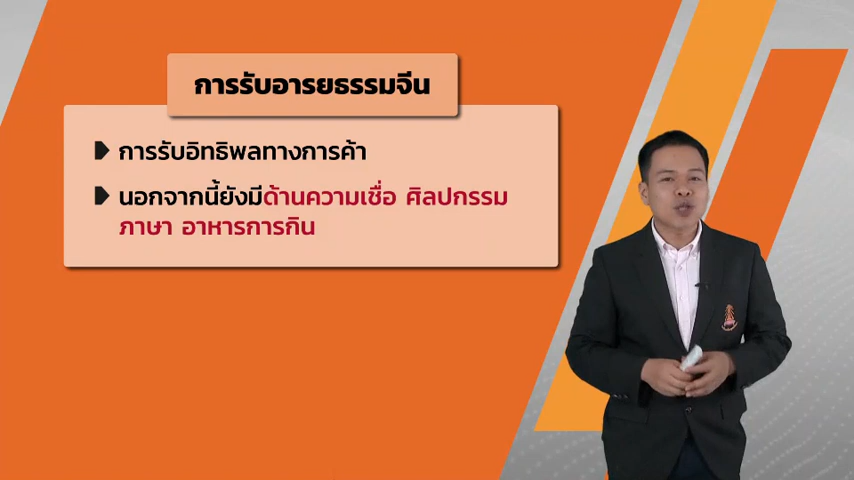 การรับอารยธรรมจีน
การรับอิทธิพลทางการค้า
นอกจากนี้ยังมีด้านความเชื่อ ศิลปกรรม
ภาษา อาหารการกิน